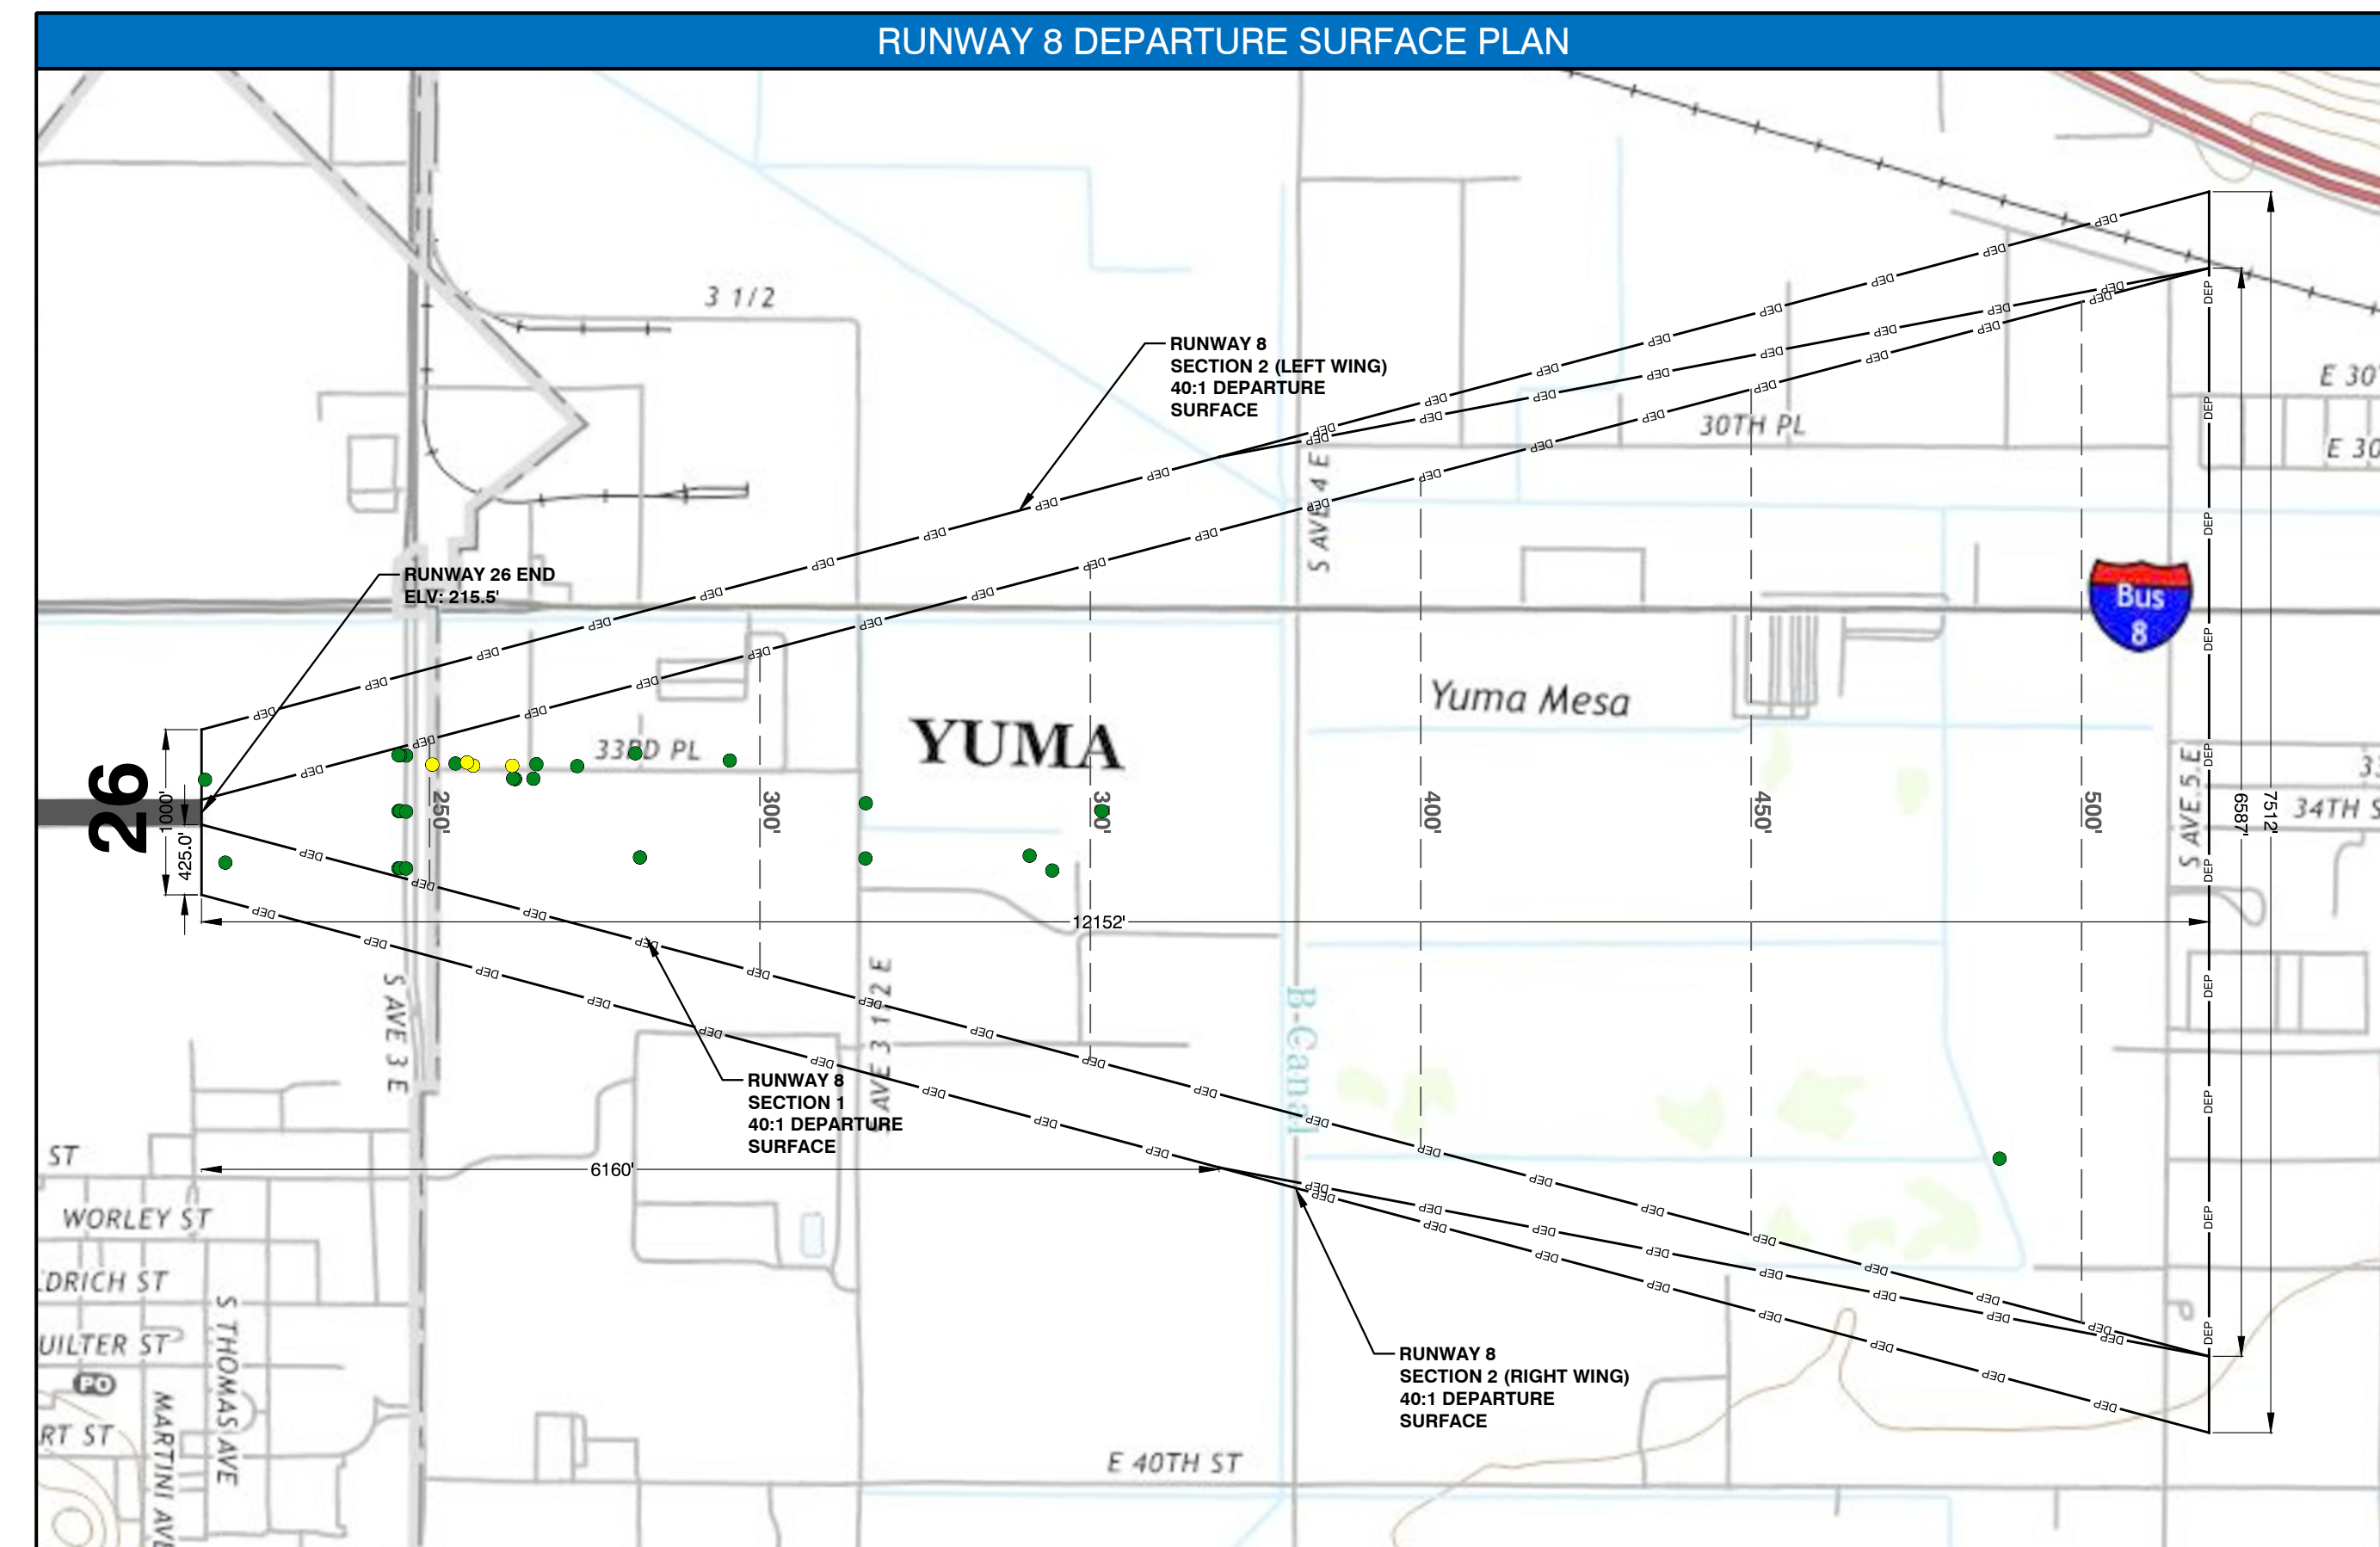 RUNWAY 8 DEPARTURE SURFACE PLAN
3 1/2
RUNWAY 8
SECTION 2 (LEFT WING)
40:1 DEPARTURE
SURFACE
E 30
30TH PL
E 30
S AVE 4 E
RUNWAY 26 END
ELV: 215.5'
Bus
8
Yuma Mesa
YUMA
33RD PL
26
1000'
425.0'
250'
300'
400'
450'
500'
S AVE 5 E
6587'
7512'
34TH S
12152'
S AVE 3 E
AVE 3 1/2 E
B-Canal
RUNWAY 8
SECTION 1
40:1 DEPARTURE
SURFACE
6160'
ST
WORLEY ST
DRICH ST
UILTER ST
S THOMAS AVE
PO
MARTINI AVE
RT ST
RUNWAY 8
SECTION 2 (RIGHT WING)
40:1 DEPARTURE
SURFACE
E 40TH ST
DEP